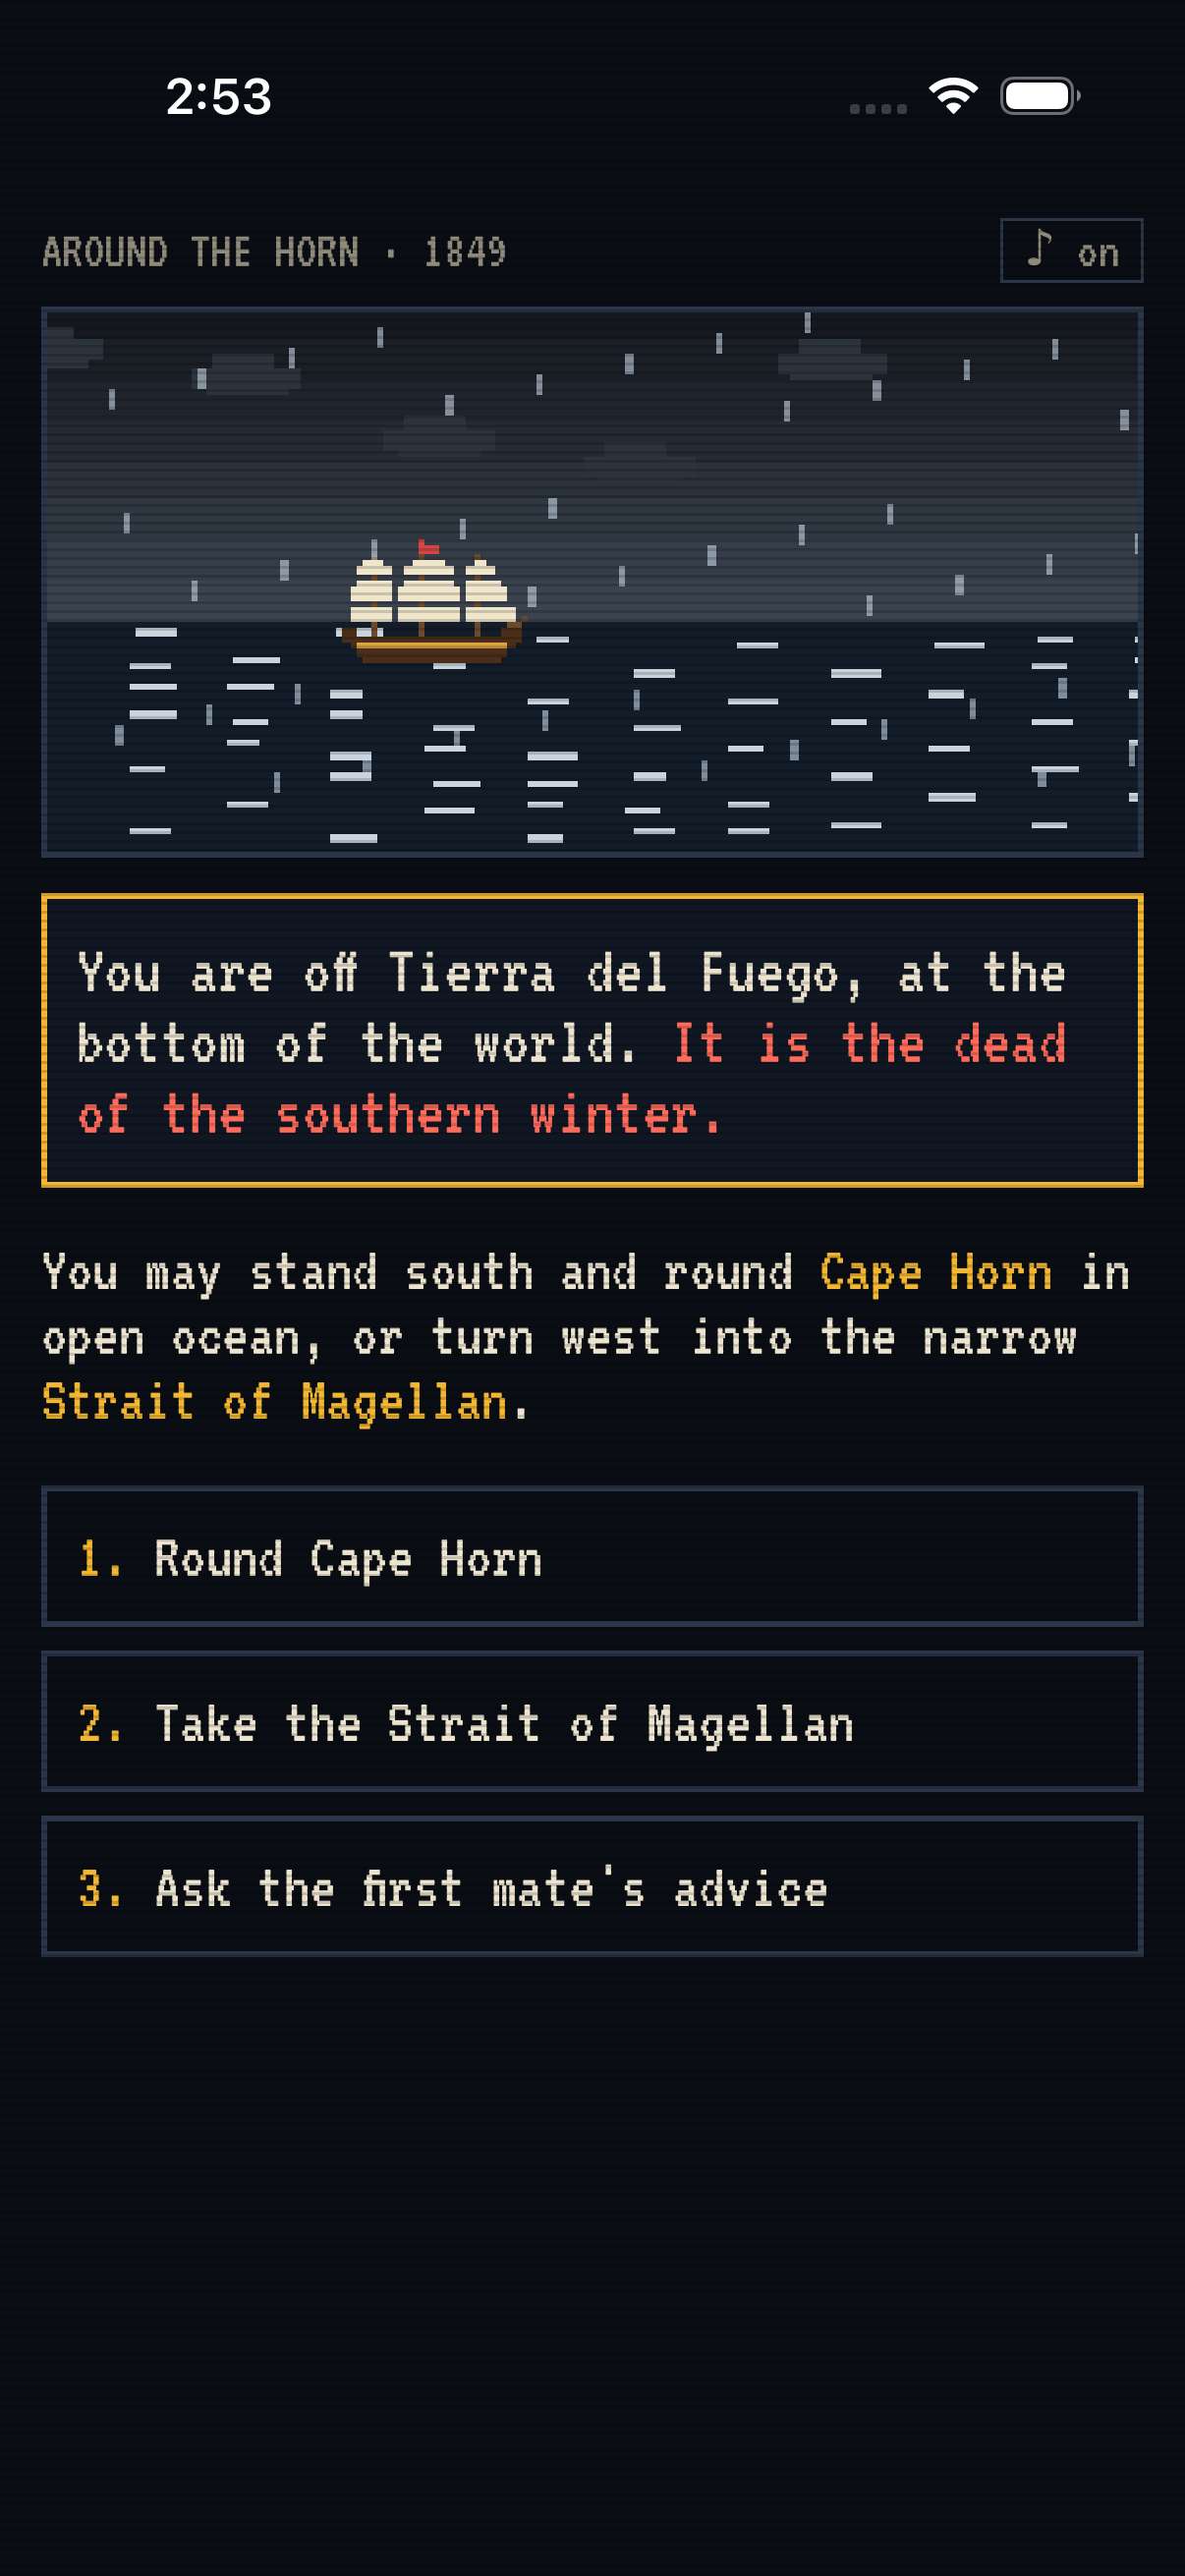 2:53
AROUND THE HORN · 1849
♪ on
You are off Tierra del Fuego, at the
bottom of the world. It is the dead
of the southern winter.
You may stand south and round Cape Horn in
open ocean, or turn west into the narrow
Strait of Magellan.
1. Round Cape Horn
2. Take the Strait of Magellan
3. Ask the first mate's advice